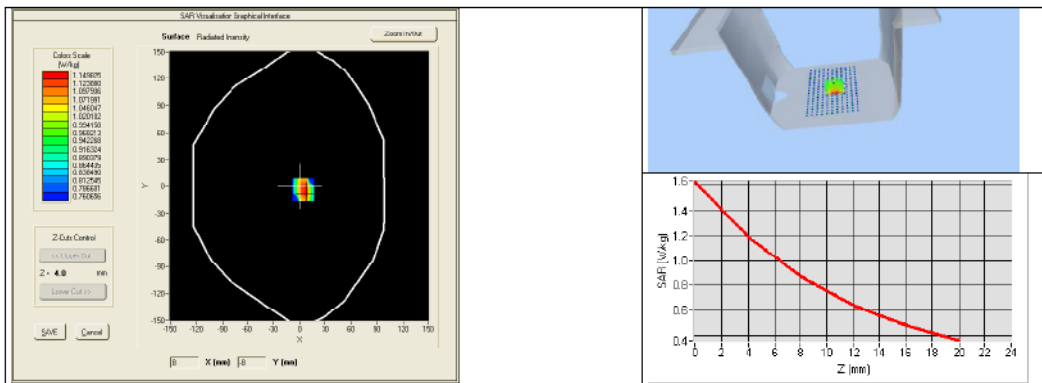 SAR Visualisation Graphical Interface
Surface Radiated Intensity
Zoom In/Out
Colors Scale
[W/kg]
1.149825
1.123880
1.097936
1.071991
1.046047
1.020102
0.994158
0.968213
0.942268
0.916324
0.890379
0.864435
0.838490
0.812545
0.786601
0.760656
150
120
90
60
30
0
-30
-60
-90
-120
-150
Y
-150 -120 -90 -60 -30 0 30 60 90 120 150
X
Z-Cuts Control
<< Upper Cut
Z = 4.0 mm
Lower Cut >>
SAVE Cancel
8 X (mm) -8 Y (mm)
1.6
1.4
1.2
1.0
0.8
0.6
0.4
SAR [W/kg]
0 2 4 6 8 10 12 14 16 18 20 22 24
Z (mm)